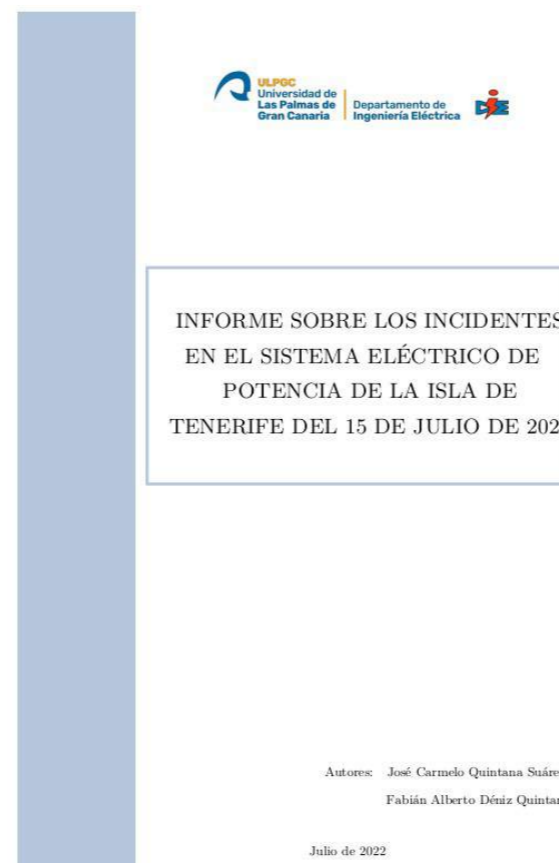 ULPGC
Universidad de
Las Palmas de
Gran Canaria
Departamento de
Ingeniería Eléctrica
INFORME SOBRE LOS INCIDENTES
EN EL SISTEMA ELÉCTRICO DE
POTENCIA DE LA ISLA DE
TENERIFE DEL 15 DE JULIO DE 202
Autores: José Carmelo Quintana Suáre
Fabián Alberto Déniz Quintan
Julio de 2022